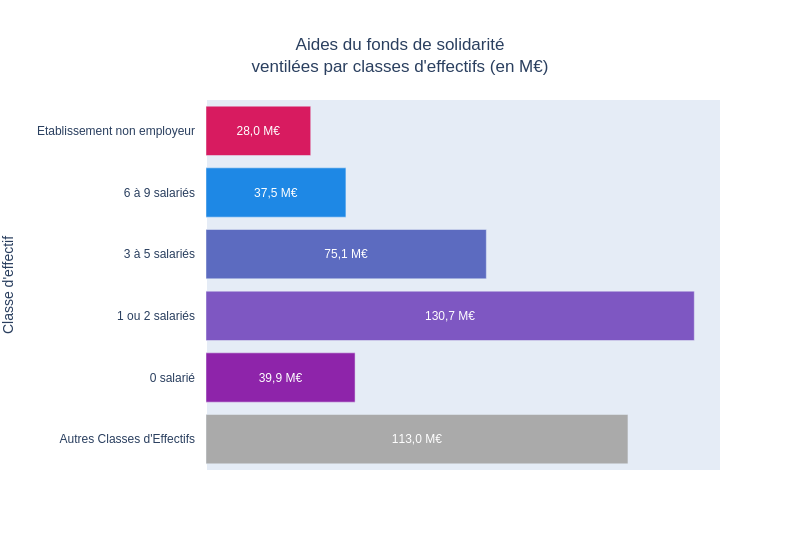 Aides du fonds de solidarité
ventilées par classes d'effectifs (en M€)
Classe d'effectif
Etablissement non employeur
28,0 M€
6 à 9 salariés
37,5 M€
3 à 5 salariés
75,1 M€
1 ou 2 salariés
130,7 M€
0 salarié
39,9 M€
Autres Classes d'Effectifs
113,0 M€